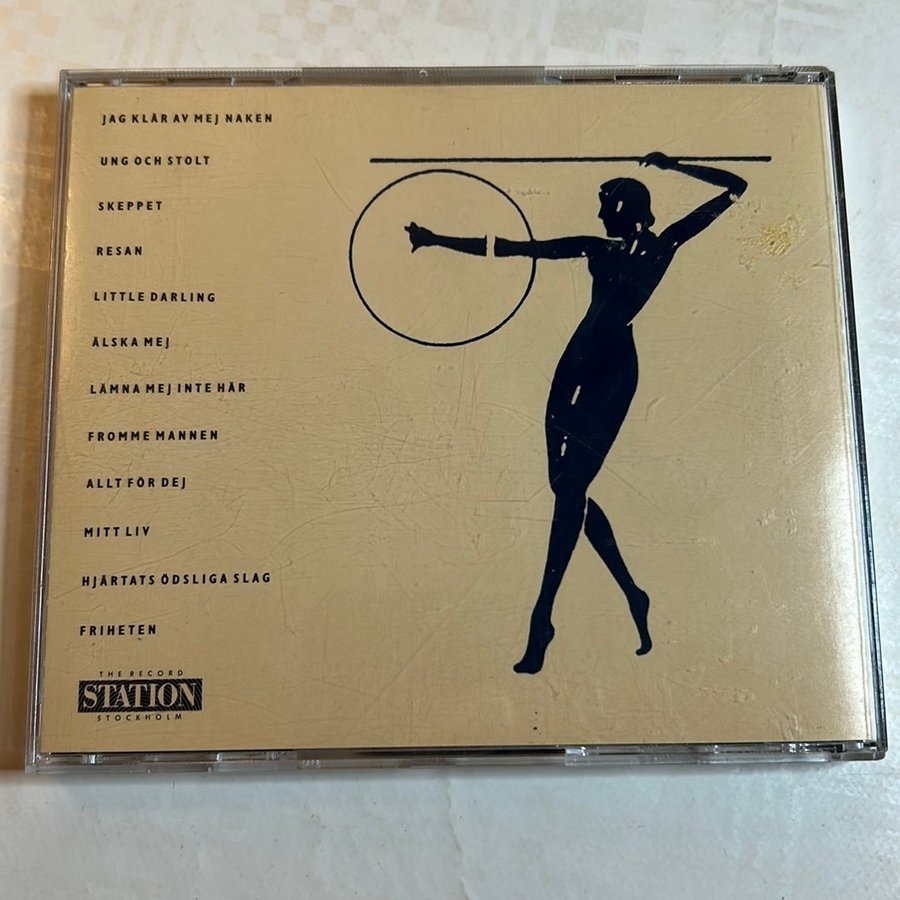 JAG KLÄR AV MEJ NAKEN
UNG OCH STOLT
SKEPPET
RESAN
LITTLE DARLING
ÄLSKA MEJ
LÄMNA MEJ INTE HÄR
FROMME MANNEN
ALLT FÖR DEJ
MITT LIV
HJÄRTATS ÖDSLIGA SLAG
FRIHETEN
THE RECORD
STATION
STOCKHOLM